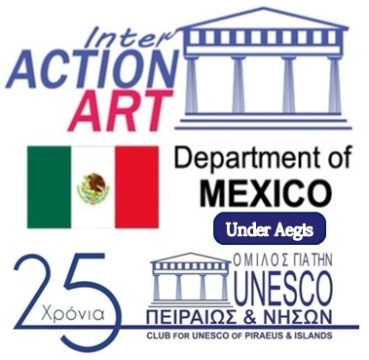 Inter
ACTION
ART
Department of
MEXICO
Under Aegis
25
Χρόνια
ΟΜΙΛΟΣ ΓΙΑ ΤΗΝ
UNESCO
ΠΕΙΡΑΙΩΣ & ΝΗΣΩΝ
CLUB FOR UNESCO OF PIRAEUS & ISLANDS